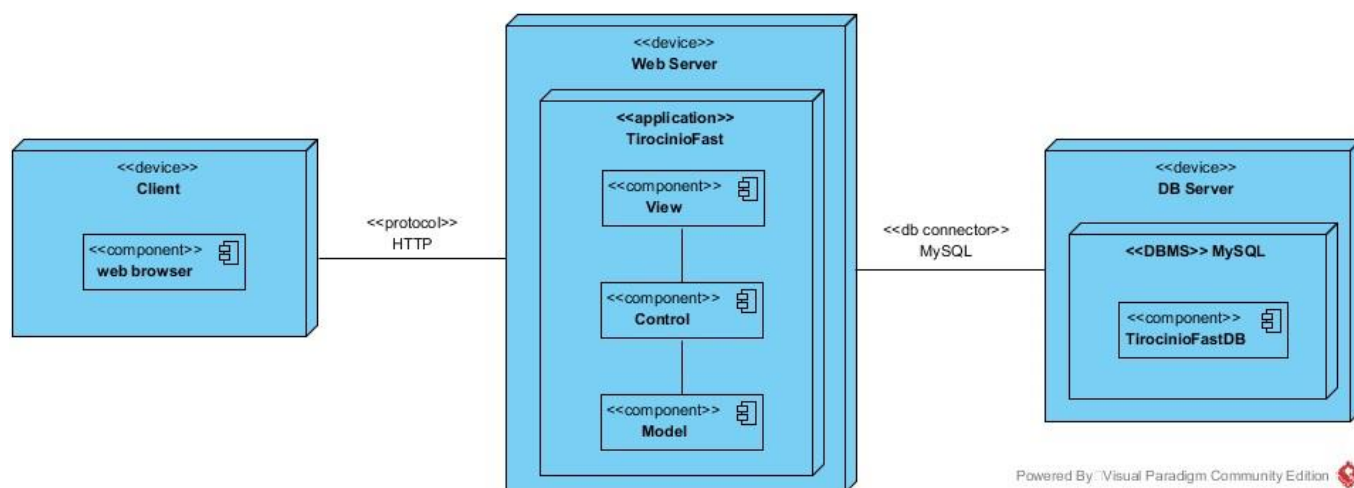 <<device>>
Client
<<component>>
web browser
<<protocol>>
HTTP
<<device>>
Web Server
<<application>>
TirocinioFast
<<component>>
View
<<component>>
Control
<<component>>
Model
<<db connector>>
MySQL
<<device>>
DB Server
<<DBMS>> MySQL
<<component>>
TirocinioFastDB
Powered By Visual Paradigm Community Edition